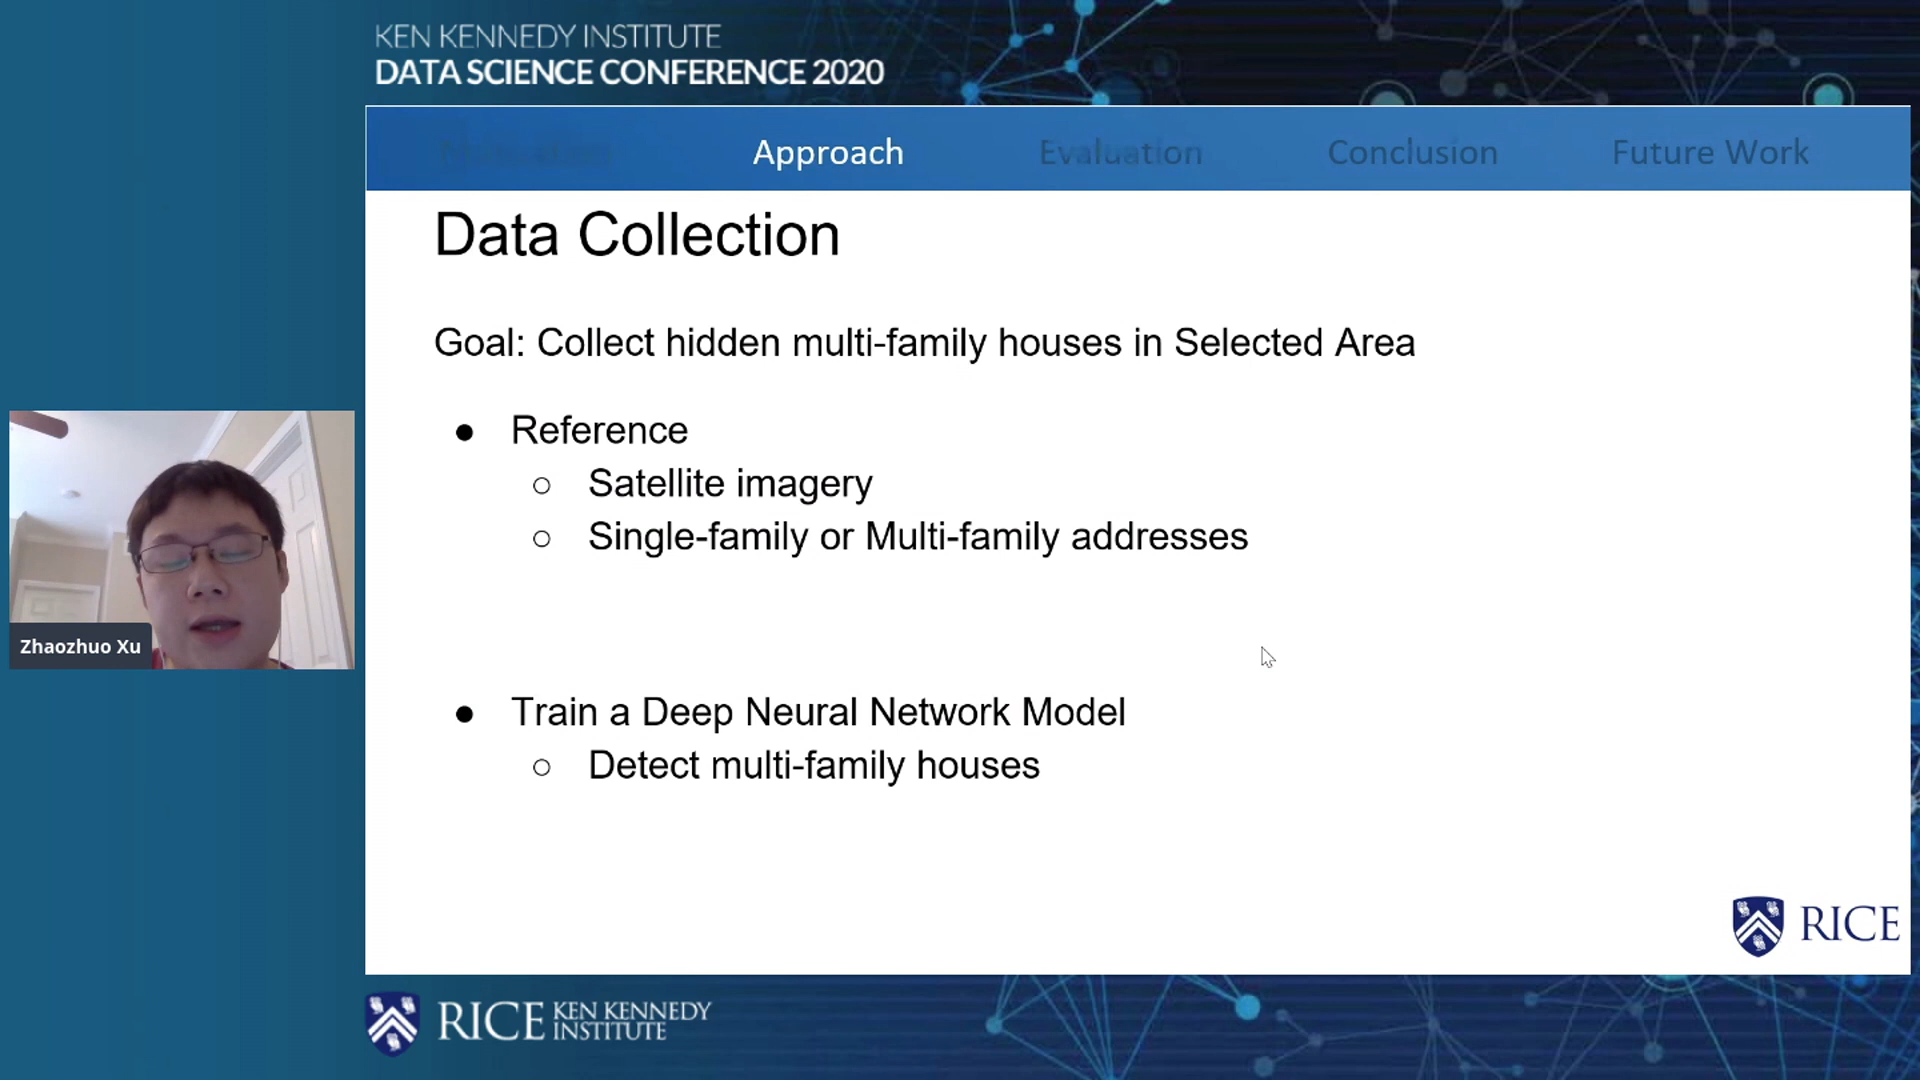 KEN KENNEDY INSTITUTE
DATA SCIENCE CONFERENCE 2020
Approach
Evaluation
Conclusion
Future Work
Data Collection
Goal: Collect hidden multi-family houses in Selected Area
● Reference
○ Satellite imagery
○ Single-family or Multi-family addresses
● Train a Deep Neural Network Model
○ Detect multi-family houses
Zhaozhuo Xu
RICE
RICE KEN KENNEDY
INSTITUTE